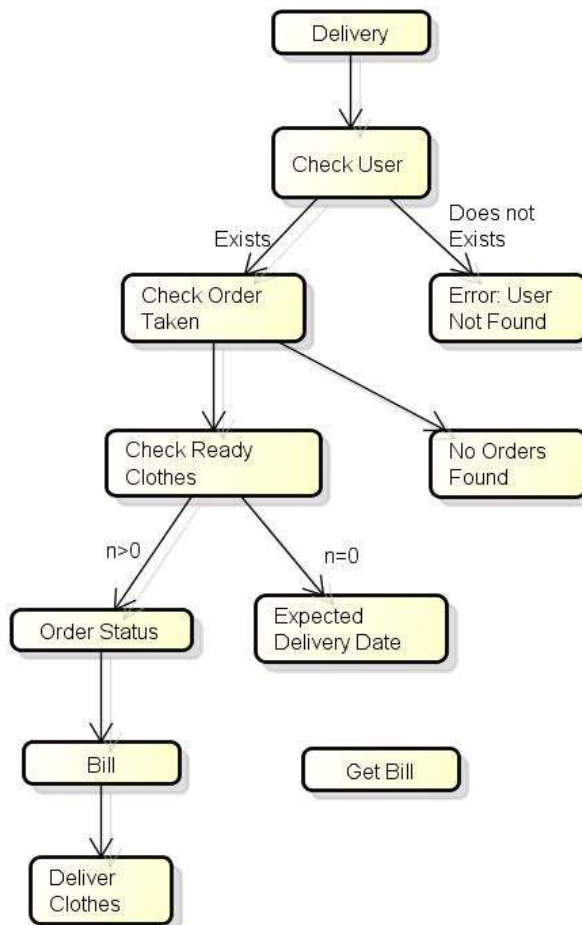 Delivery
Check User
Exists
Does not
Exists
Check Order
Taken
Error: User
Not Found
Check Ready
Clothes
No Orders
Found
n>0
n=0
Order Status
Expected
Delivery Date
Bill
Get Bill
Deliver
Clothes